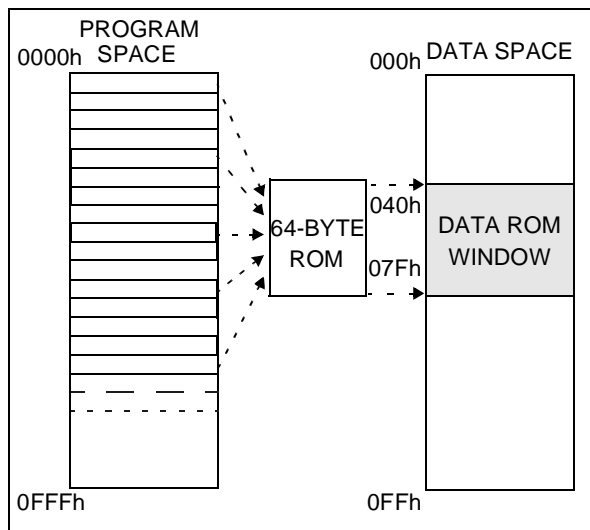 PROGRAM
SPACE
0000h
000h
DATA SPACE
64-BYTE
ROM
040h
07Fh
DATA ROM
WINDOW
0FFFh
0FFh